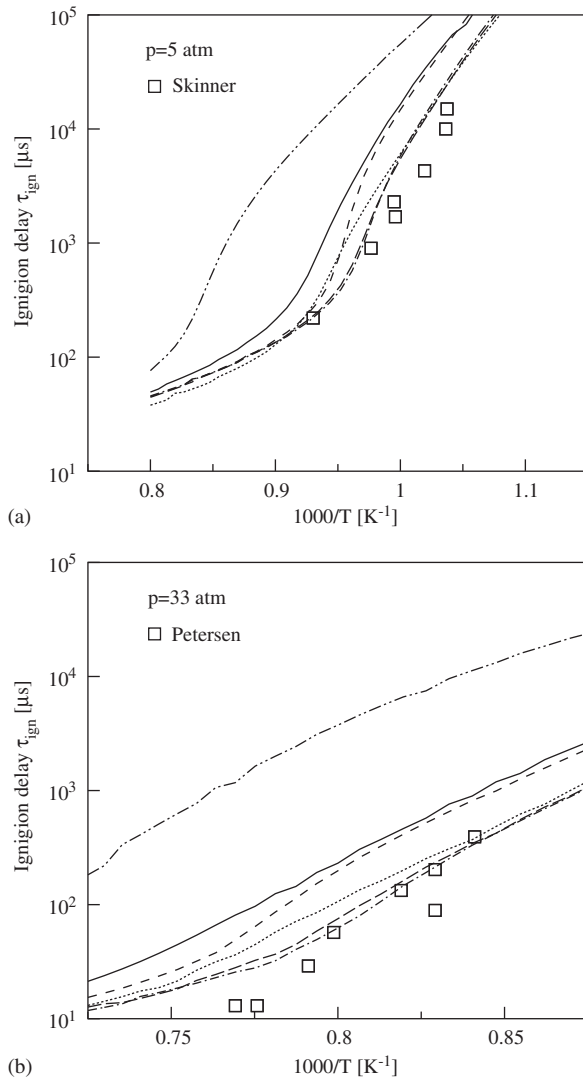 10^5
p=5 atm
Skinner
10^4
10^3
10^2
10^1
Ignigion delay τ_ign [μs]
0.8 0.9 1 1.1
(a)
1000/T [K^-1]
10^5
p=33 atm
Petersen
10^4
10^3
10^2
10^1
Ignigion delay τ_ign [μs]
0.75 0.8 0.85
(b)
1000/T [K^-1]